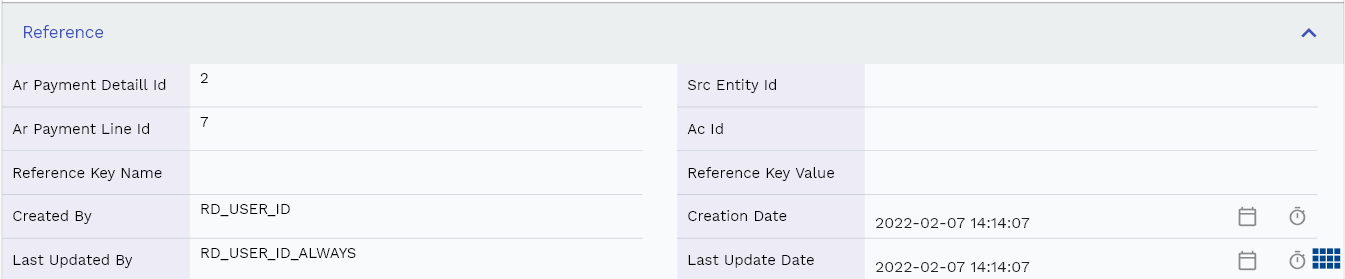 Reference
Ar Payment Detaill Id 2 Src Entity Id
Ar Payment Line Id 7 Ac Id
Reference Key Name Reference Key Value
Created By RD_USER_ID Creation Date 2022-02-07 14:14:07
Last Updated By RD_USER_ID_ALWAYS Last Update Date 2022-02-07 14:14:07